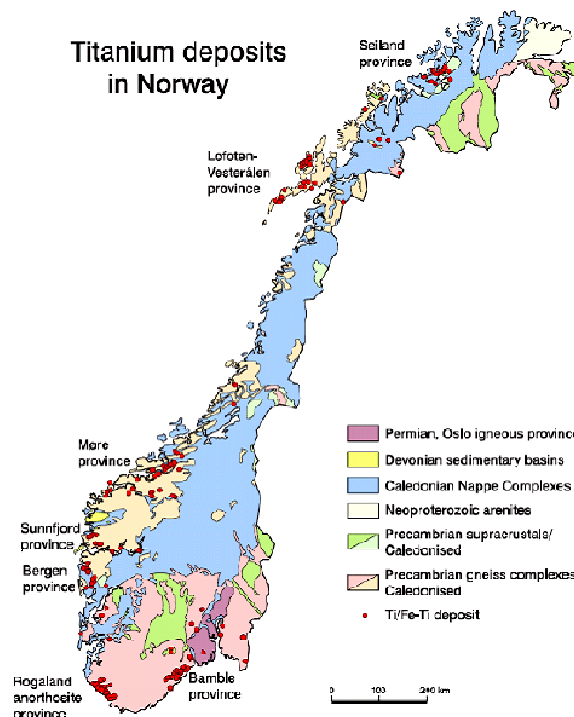 Titanium deposits
in Norway
Seiland
province
Lofoten-
Vesterålen
province
Møre
province
Sunnfjord
province
Bergen
province
Rogaland
anorthosite
province
Bamble
province
Permian, Oslo igneous province
Devonian sedimentary basins
Caledonian Nappe Complexes
Neoproterozoic arenites
Precambrian supracrustals/
Caledonised
Precambrian gneiss complexes
Caledonised
Ti/Fe-Ti deposit
0 100 240 km